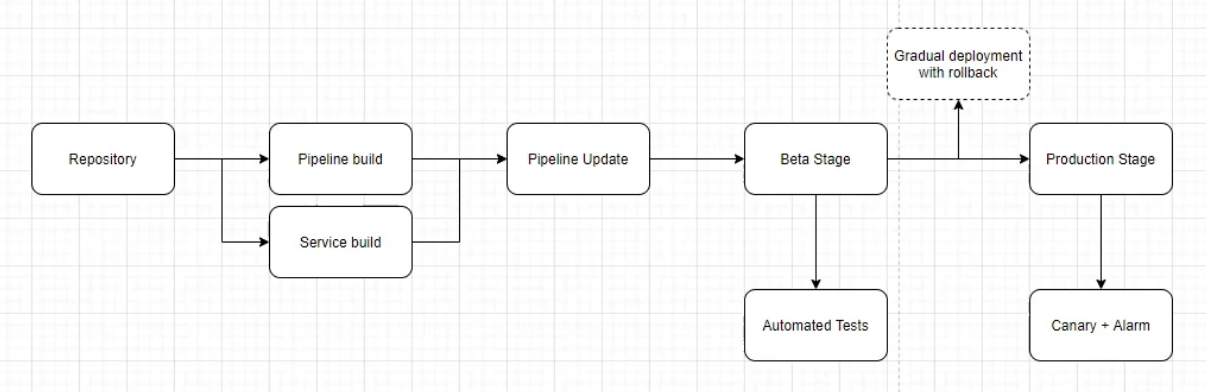 Gradual deployment
with rollback
Repository
Pipeline build
Pipeline Update
Beta Stage
Production Stage
Service build
Automated Tests
Canary + Alarm